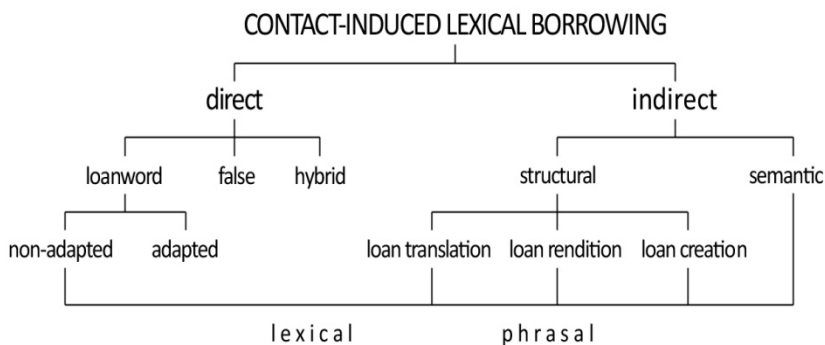 CONTACT-INDUCED LEXICAL BORROWING
direct indirect
loanword false hybrid structural semantic
non-adapted adapted loan translation loan rendition loan creation
lexical phrasal